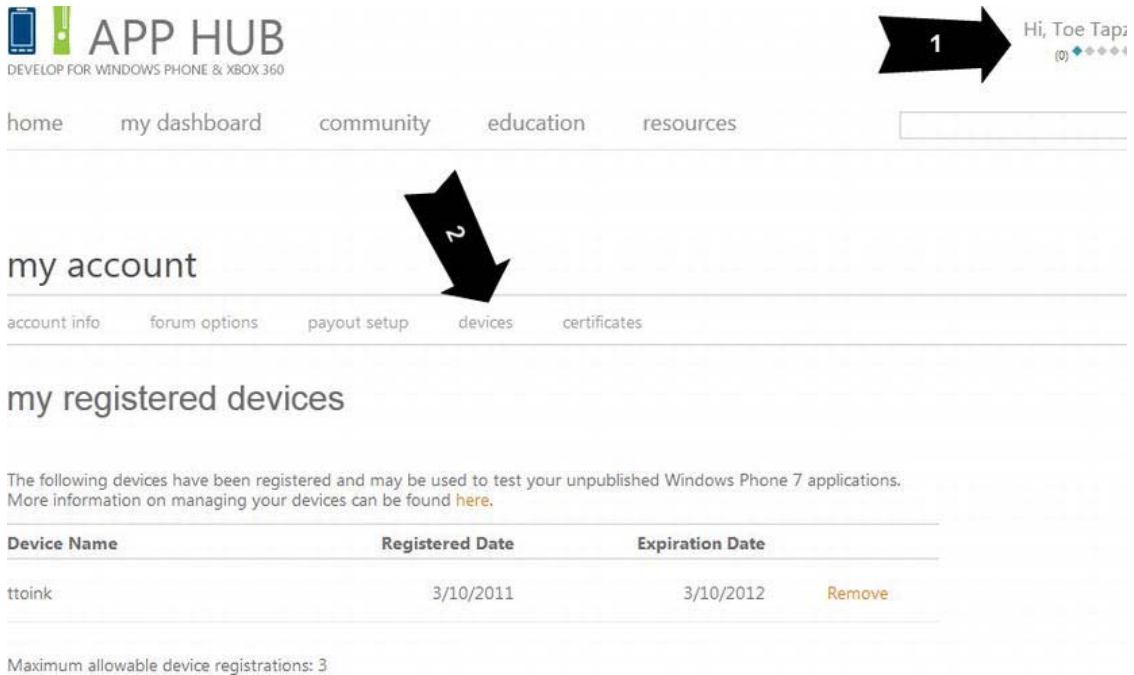 APP HUB
DEVELOP FOR WINDOWS PHONE & XBOX 360
1
Hi, Toe Tapz
(0)
home my dashboard community education resources
2
my account
account info forum options payout setup devices certificates
my registered devices
The following devices have been registered and may be used to test your unpublished Windows Phone 7 applications.
More information on managing your devices can be found here.
Device Name Registered Date Expiration Date
ttoink 3/10/2011 3/10/2012 Remove
Maximum allowable device registrations: 3